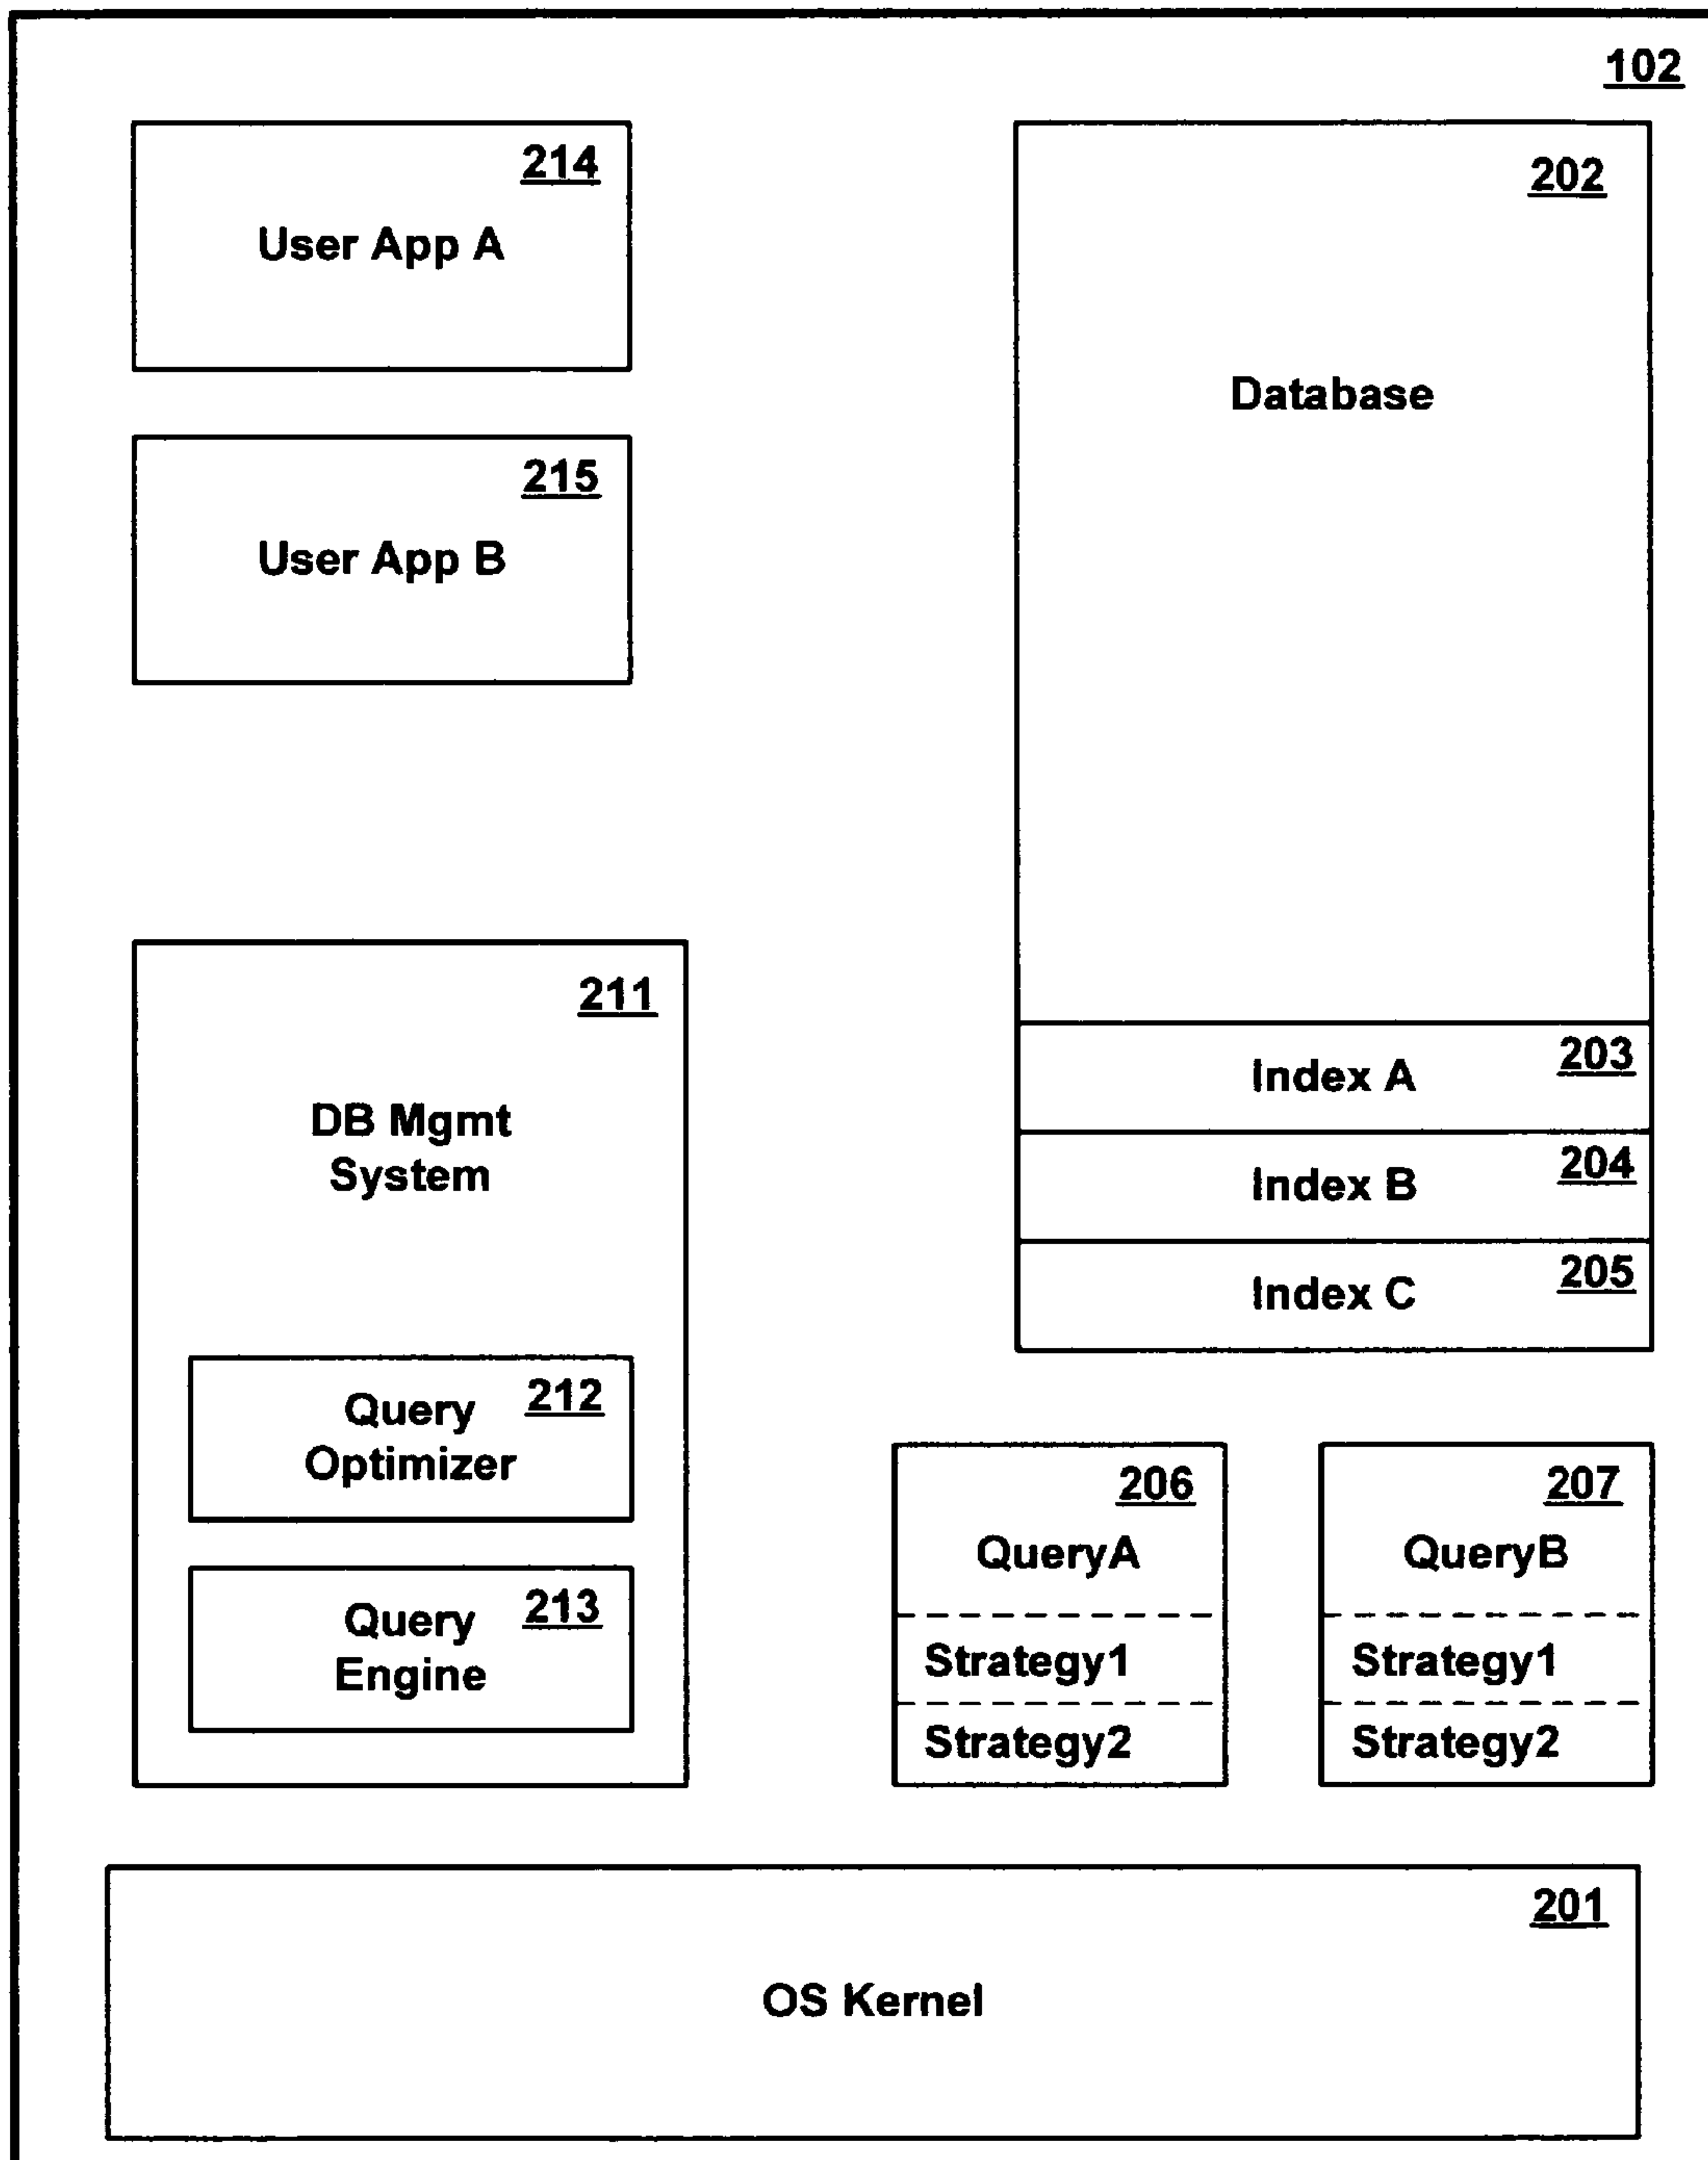 102
214
User App A
215
User App B
202
Database
203
Index A
204
Index B
205
Index C
211
DB Mgmt
System
212
Query
Optimizer
213
Query
Engine
206
QueryA
Strategy1
Strategy2
207
QueryB
Strategy1
Strategy2
201
OS Kernel